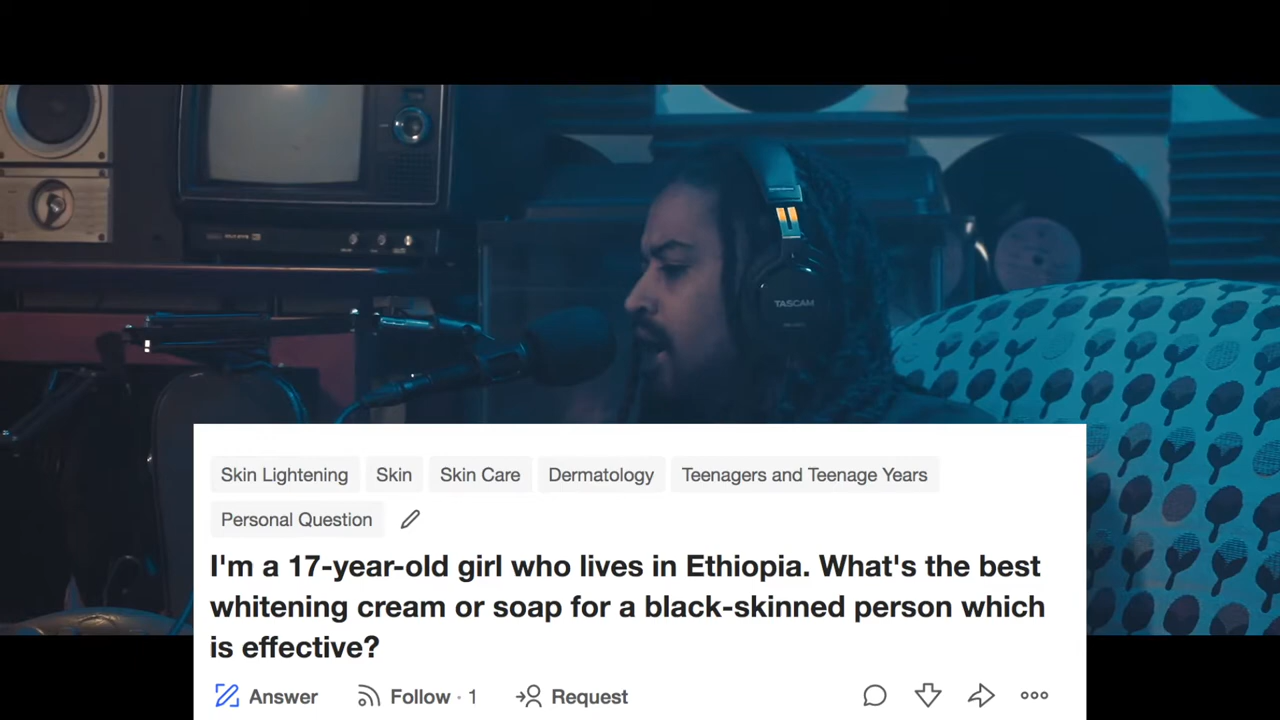 TASCAM
Skin Lightening
Skin
Skin Care
Dermatology
Teenagers and Teenage Years
Personal Question
I'm a 17-year-old girl who lives in Ethiopia. What's the best
whitening cream or soap for a black-skinned person which
is effective?
Answer
Follow · 1
Request